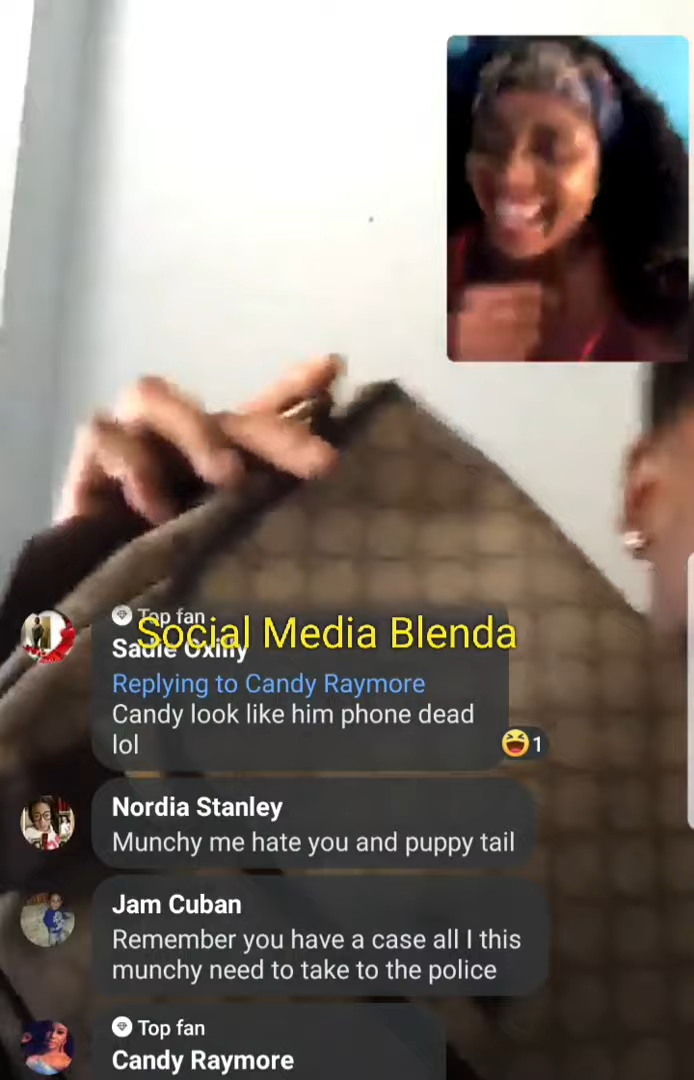 Top fan
Social Media Blenda
Sadie Oxilly
Replying to Candy Raymore
Candy look like him phone dead
lol
1
Nordia Stanley
Munchy me hate you and puppy tail
Jam Cuban
Remember you have a case all I this
munchy need to take to the police
Top fan
Candy Raymore